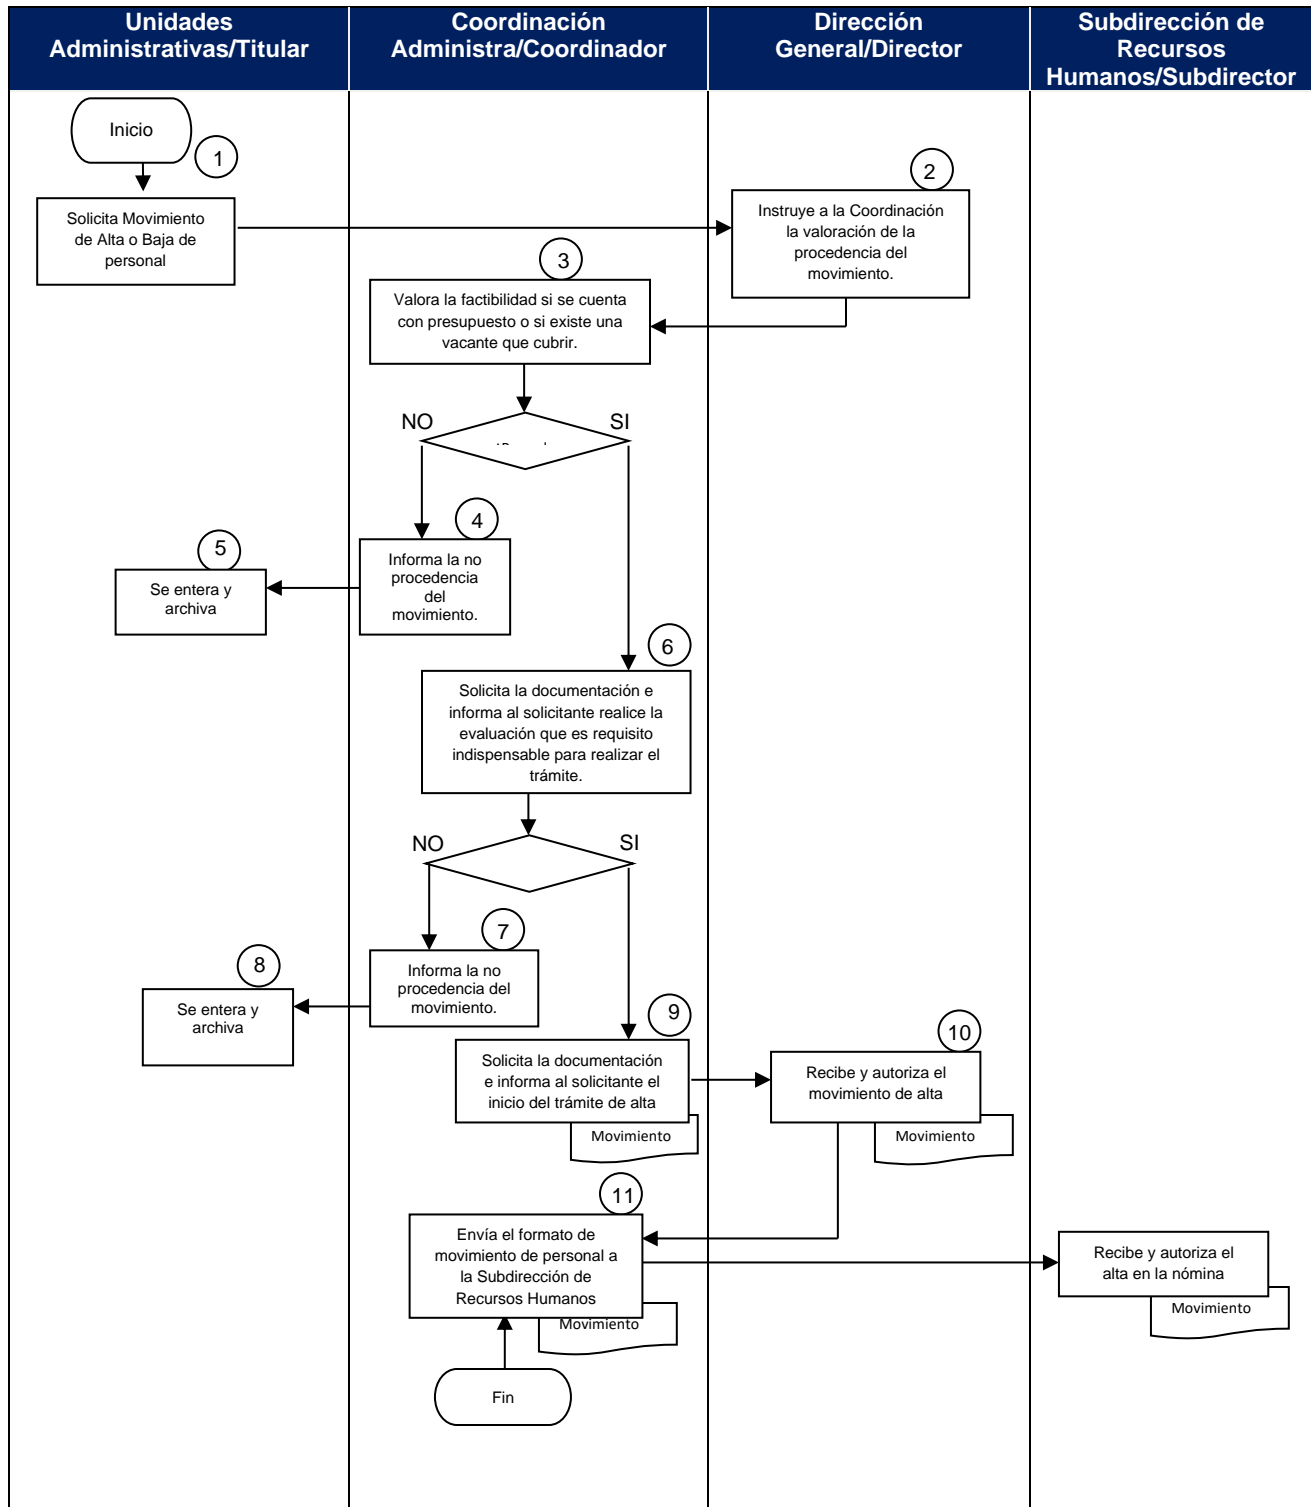 Unidades
Administrativas/Titular
Coordinación
Administra/Coordinador
Dirección
General/Director
Subdirección de
Recursos
Humanos/Subdirector
Inicio
1
Solicita Movimiento
de Alta o Baja de
personal
2
Instruye a la Coordinación
la valoración de la
procedencia del
movimiento.
3
Valora la factibilidad si se cuenta
con presupuesto o si existe una
vacante que cubrir.
NO
SI
4
Informa la no
procedencia
del
movimiento.
5
Se entera y
archiva
6
Solicita la documentación e
informa al solicitante realice la
evaluación que es requisito
indispensable para realizar el
trámite.
NO
SI
7
Informa la no
procedencia del
movimiento.
8
Se entera y
archiva
9
Solicita la documentación
e informa al solicitante el
inicio del trámite de alta
Movimiento
10
Recibe y autoriza el
movimiento de alta
Movimiento
11
Envía el formato de
movimiento de personal a
la Subdirección de
Recursos Humanos
Movimiento
Recibe y autoriza el
alta en la nómina
Movimiento
Fin